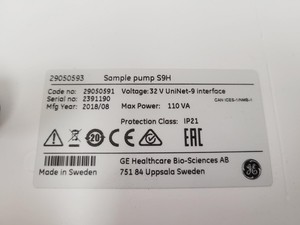 29050593 Sample pump S9H
Code no: 29050591 Voltage: 32 V UniNet-9 interface
Serial no: 2391190
Mfg Year: 2018/08 Max Power: 110 VA
Protection Class: IP21
20
EAC
Made in Sweden
GE Healthcare Bio-Sciences AB
751 84 Uppsala Sweden